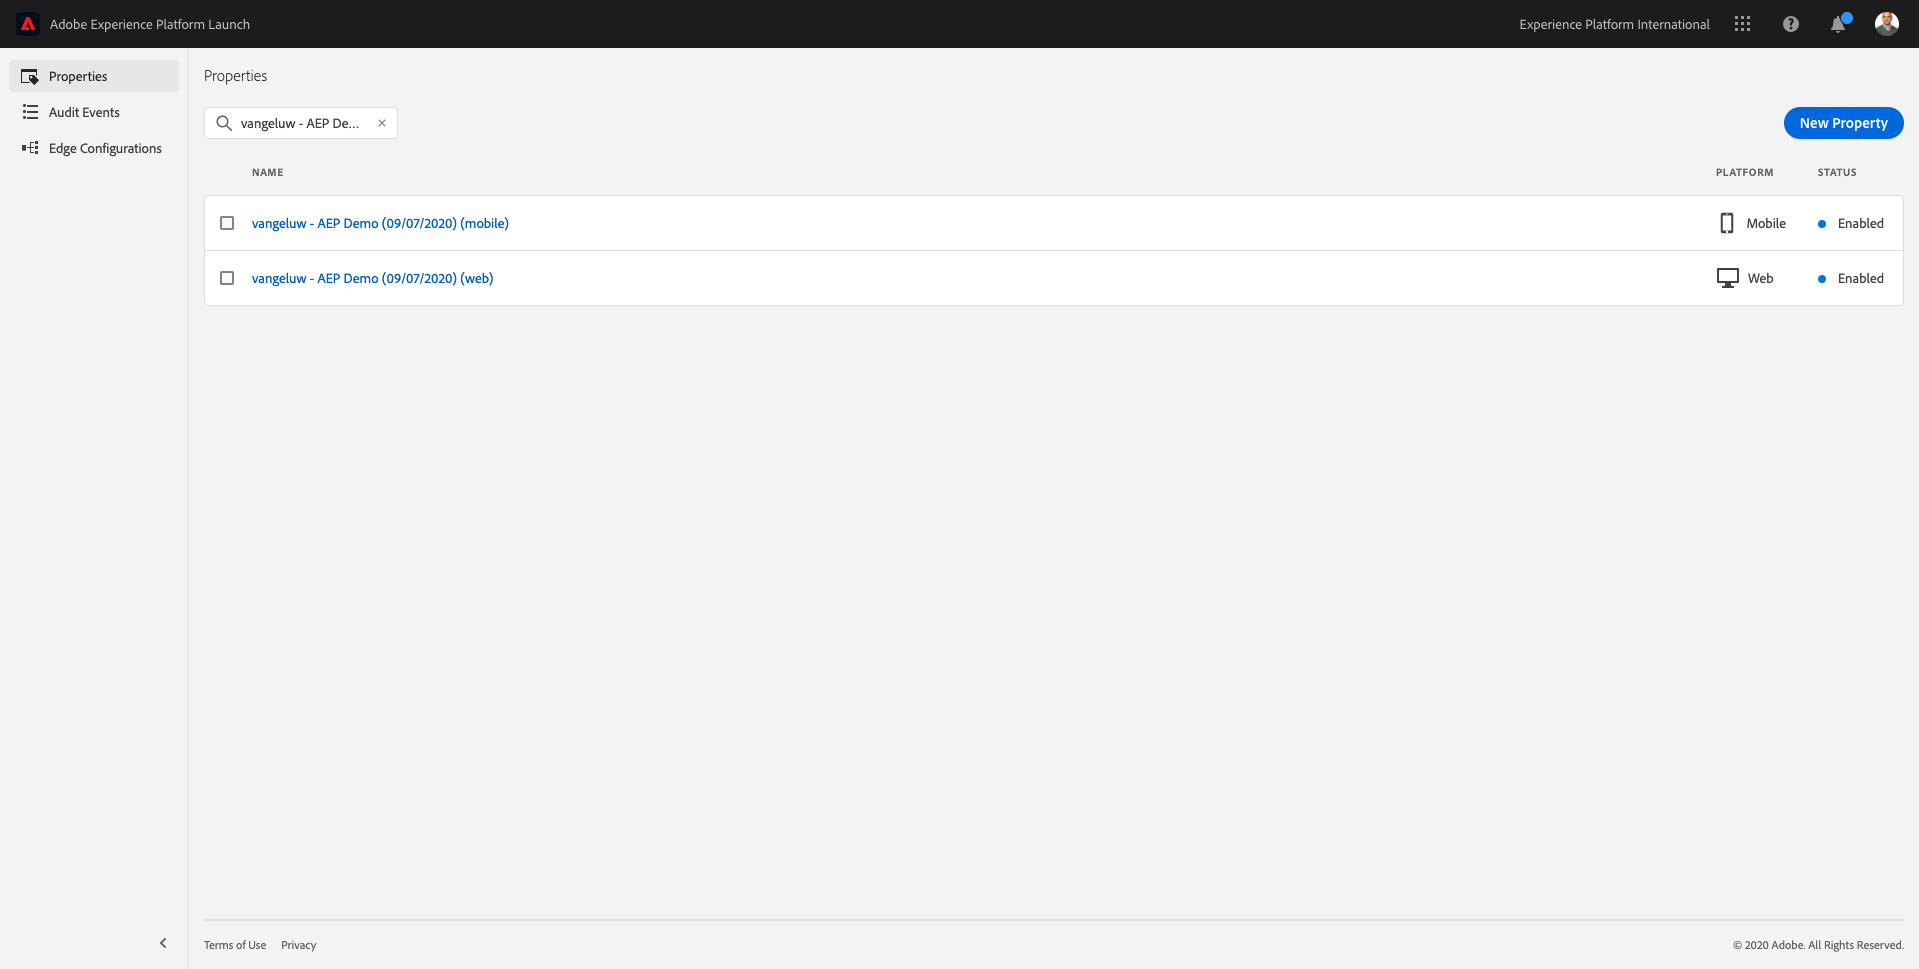 Adobe Experience Platform Launch
Experience Platform International
Properties
Audit Events
Edge Configurations
Properties
vangeluw - AEP De...
New Property
NAME
PLATFORM
STATUS
vangeluw - AEP Demo (09/07/2020) (mobile)
Mobile
Enabled
vangeluw - AEP Demo (09/07/2020) (web)
Web
Enabled
Terms of Use
Privacy
© 2020 Adobe. All Rights Reserved.